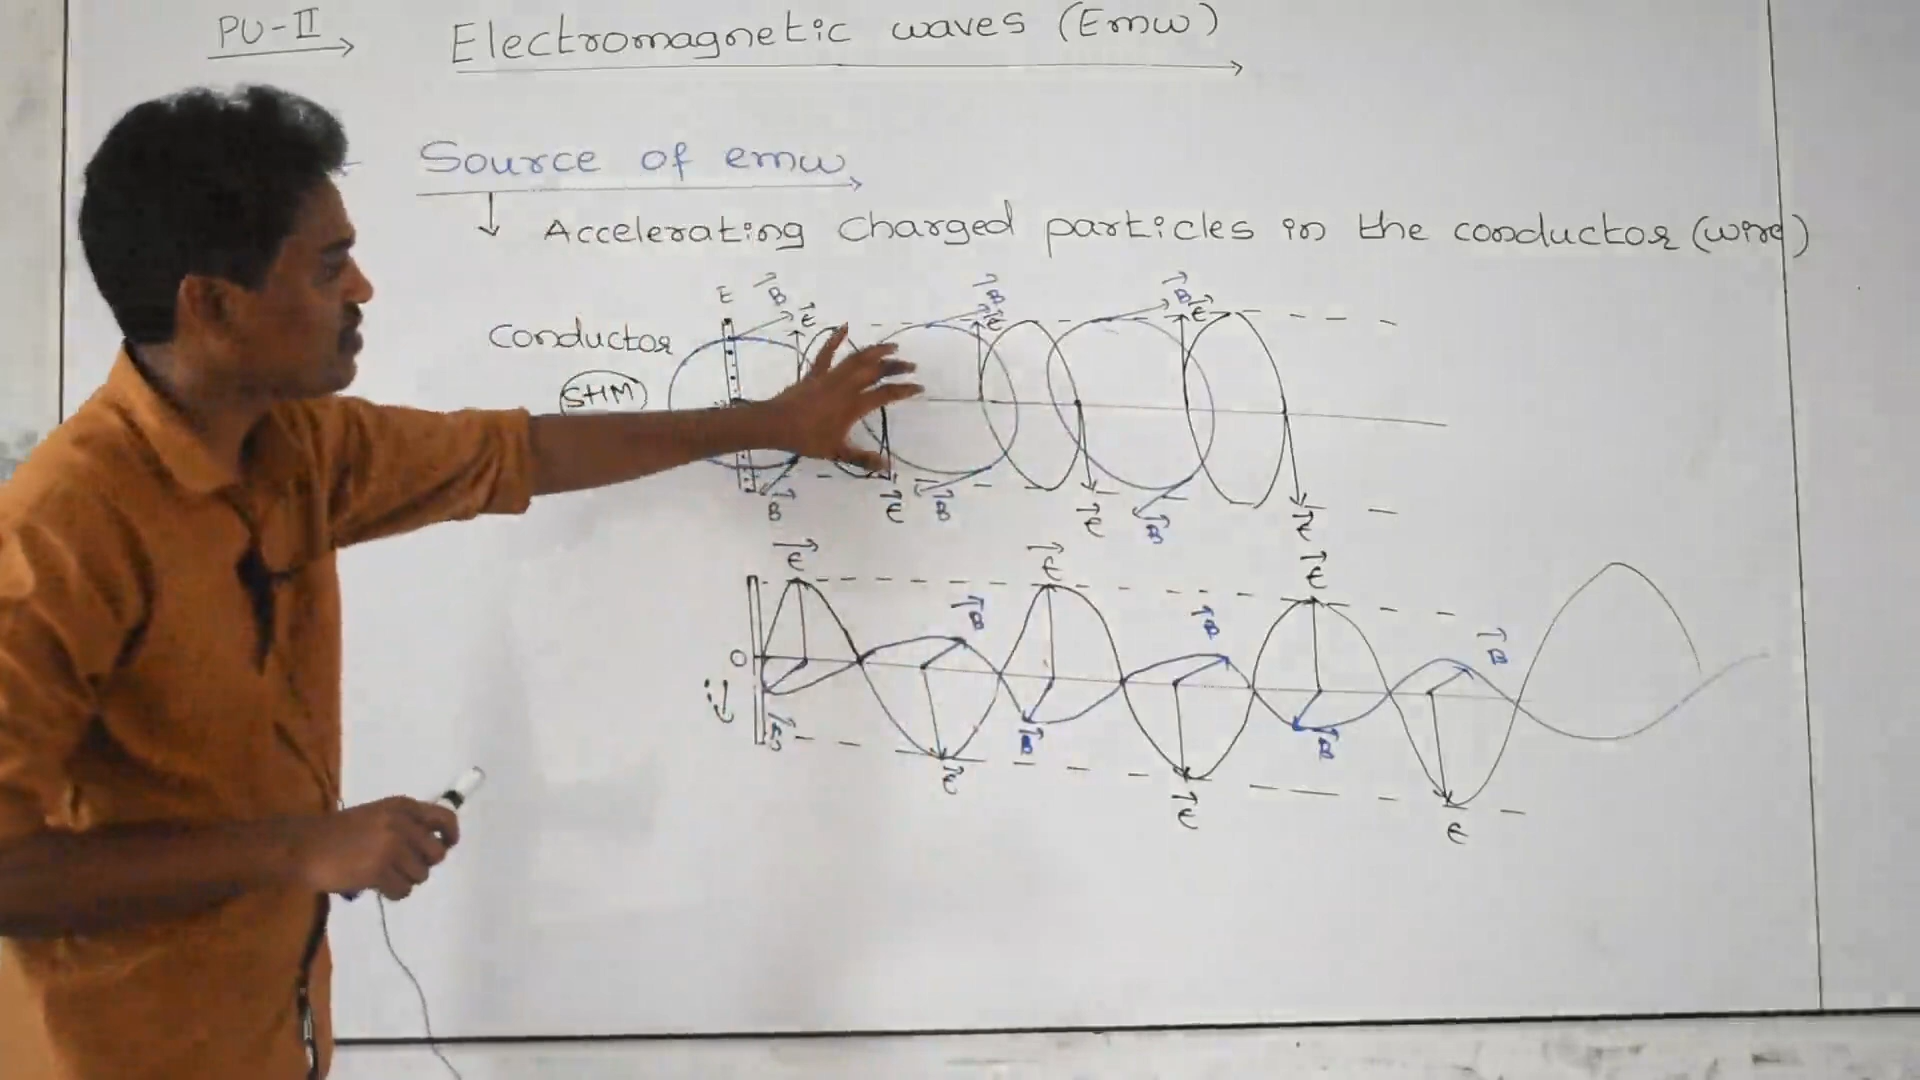 PU-II
Electromagnetic waves (Emw)
Source of emw
Accelerating charged particles in the conductor (wire)
E B E B E B E
Conductor
SHM
B E B E B E
E E E
B B B
O
B B B
E E E